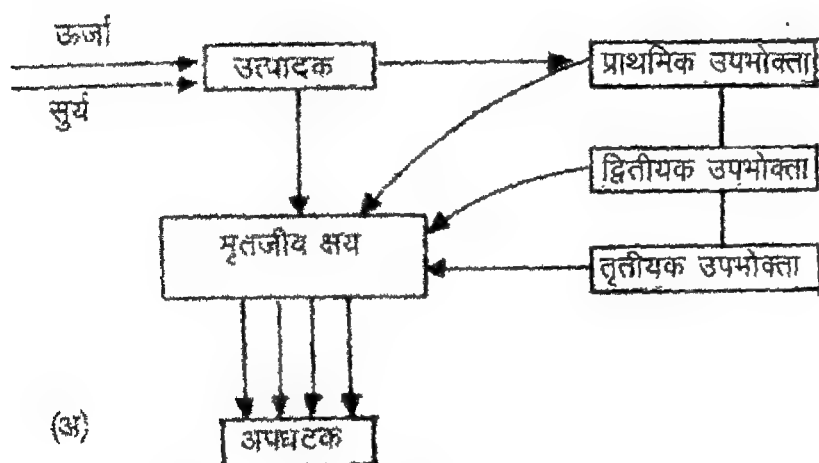 ऊर्जा
उत्पादक
प्राथमिक उपभोक्ता
सुर्य
द्वितीयक उपभोक्ता
मृतजीव क्षय
तृतीयक उपभोक्ता
(अ)
अपघटक